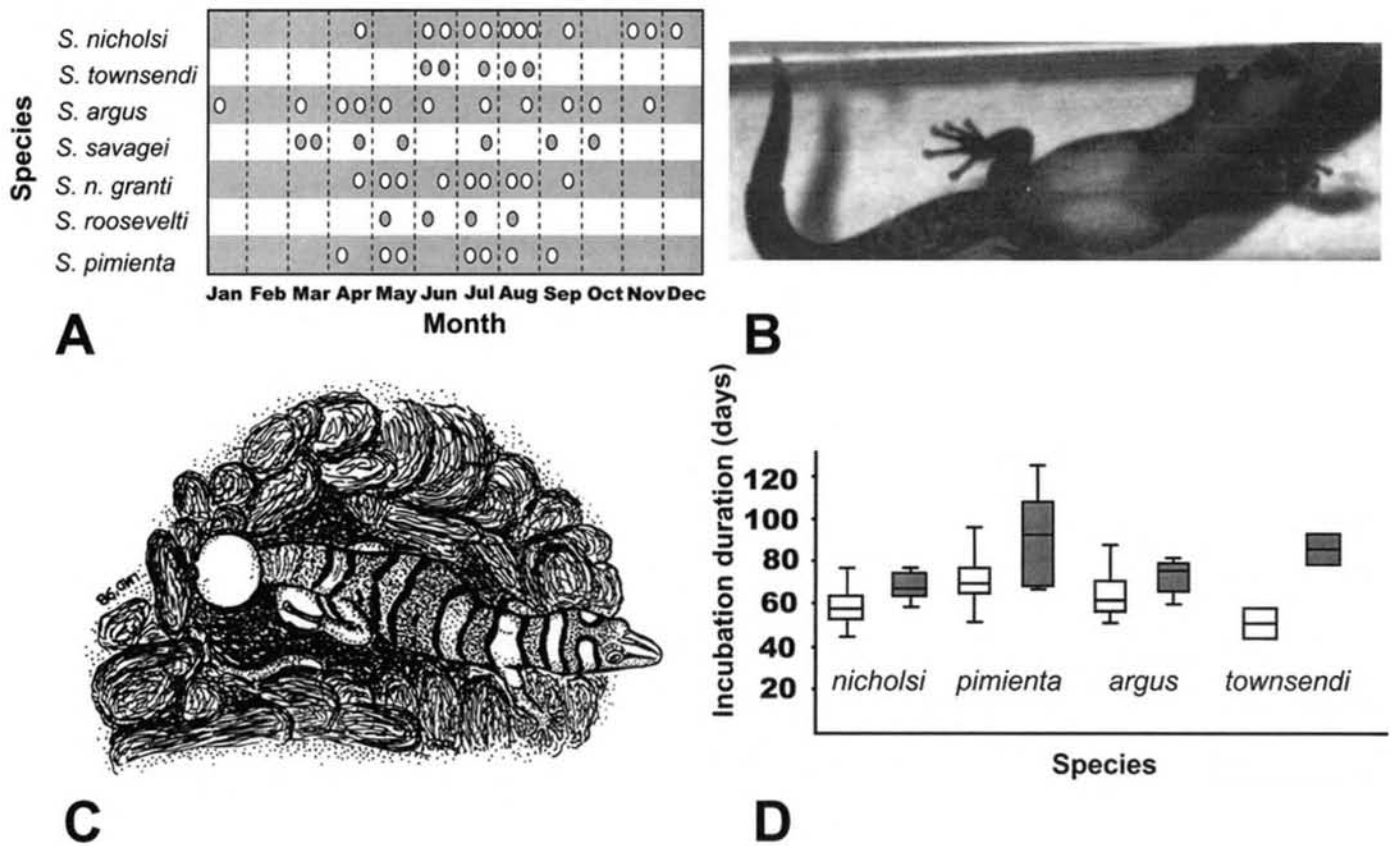 Species
S. nicholsi
S. townsendi
S. argus
S. savagei
S. n. granti
S. roosevelti
S. pimienta
Jan Feb Mar Apr May Jun Jul Aug Sep Oct Nov Dec
Month
A
B
C
Incubation duration (days)
120
100
80
60
40
20
nicholsi pimienta argus townsendi
Species
D